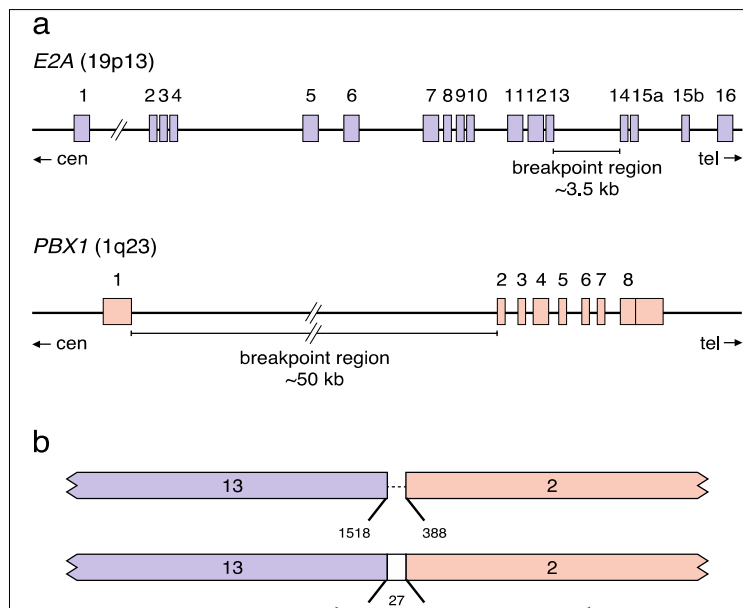 a
E2A (19p13)
1 2 3 4 5 6 7 8 9 10 11 12 13 14 15a 15b 16
← cen tel →
breakpoint region
~3.5 kb
PBX1 (1q23)
1 2 3 4 5 6 7 8
← cen tel →
breakpoint region
~50 kb
b
13 2
1518 388
13 2
27